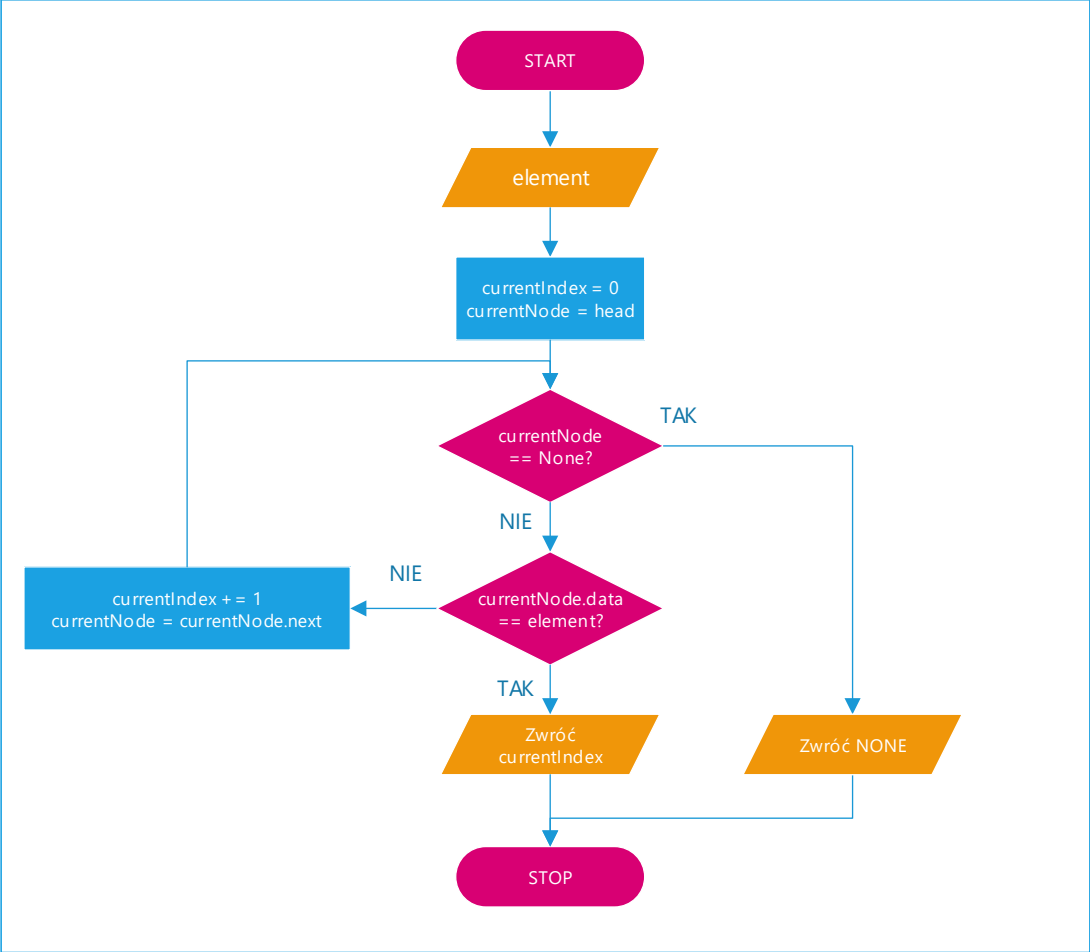 START
element
currentIndex = 0
currentNode = head
TAK
currentNode
== None?
NIE
NIE
currentIndex += 1
currentNode = currentNode.next
currentNode.data
== element?
TAK
Zwróć
currentIndex
Zwróć NONE
STOP